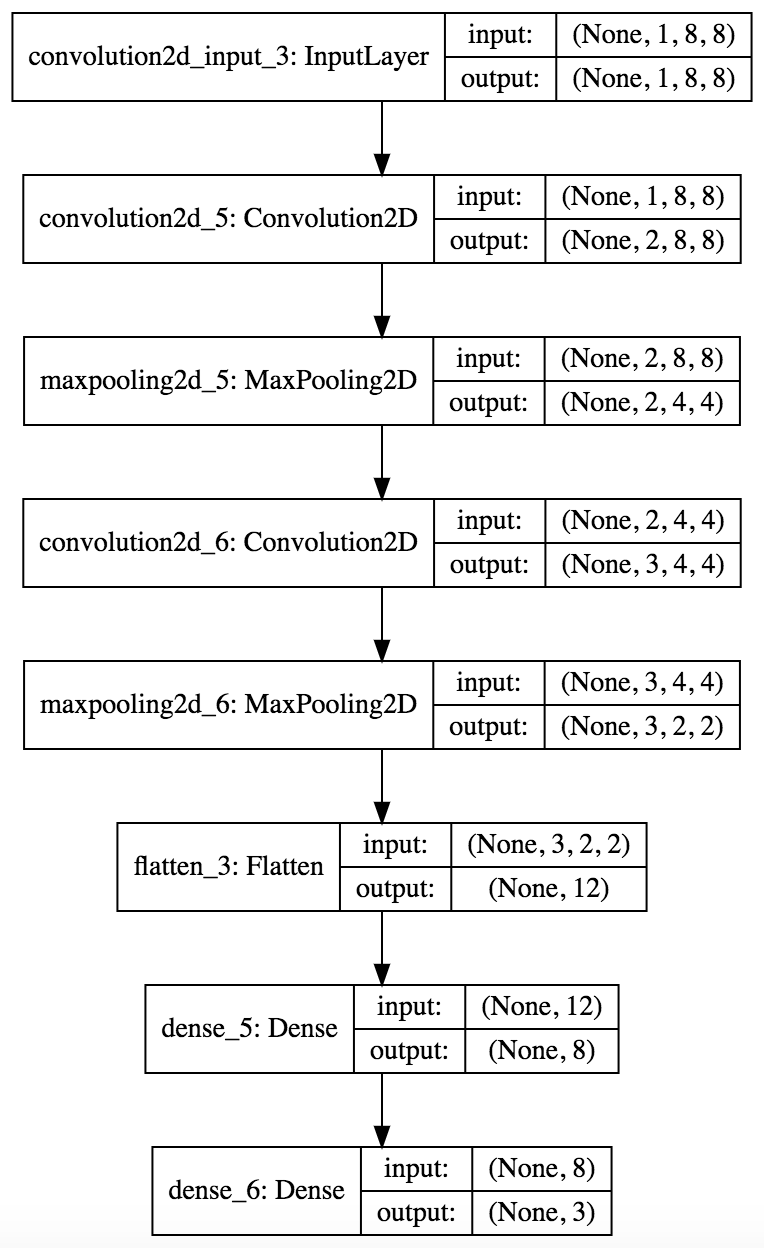 convolution2d_input_3: InputLayer
input:
(None, 1, 8, 8)
output:
(None, 1, 8, 8)
convolution2d_5: Convolution2D
input:
(None, 1, 8, 8)
output:
(None, 2, 8, 8)
maxpooling2d_5: MaxPooling2D
input:
(None, 2, 8, 8)
output:
(None, 2, 4, 4)
convolution2d_6: Convolution2D
input:
(None, 2, 4, 4)
output:
(None, 3, 4, 4)
maxpooling2d_6: MaxPooling2D
input:
(None, 3, 4, 4)
output:
(None, 3, 2, 2)
flatten_3: Flatten
input:
(None, 3, 2, 2)
output:
(None, 12)
dense_5: Dense
input:
(None, 12)
output:
(None, 8)
dense_6: Dense
input:
(None, 8)
output:
(None, 3)